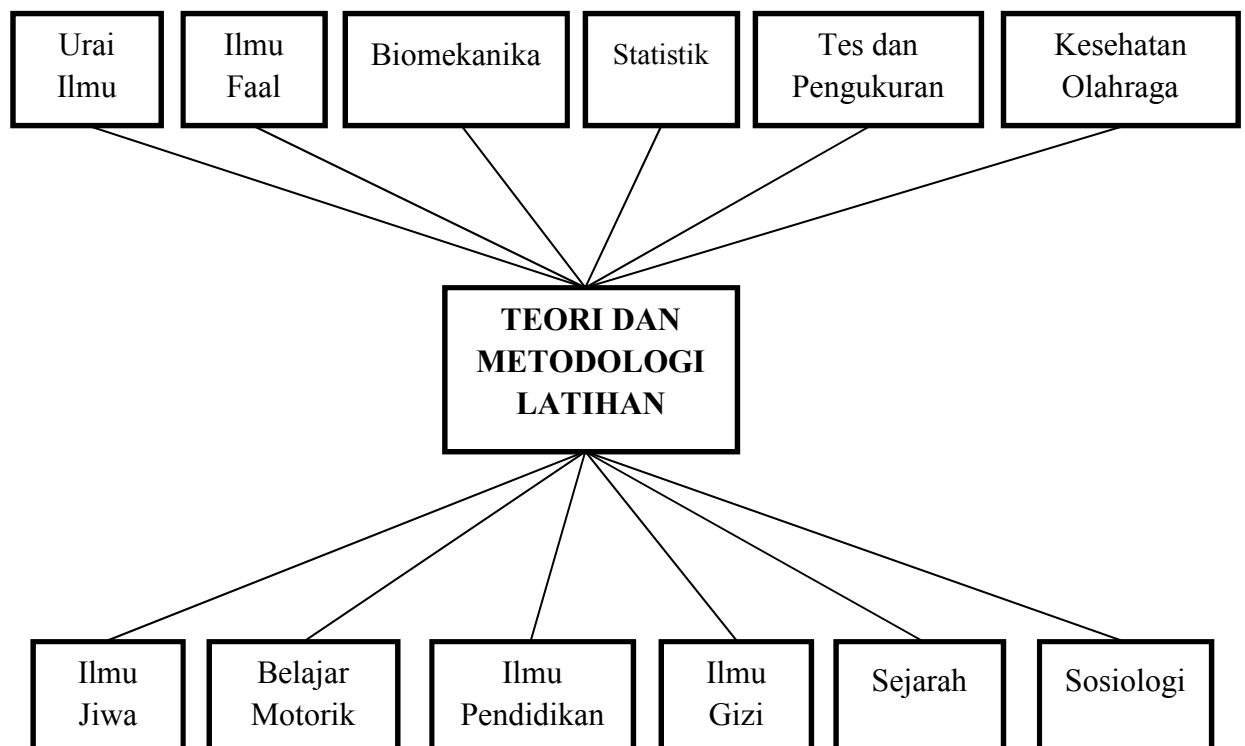 Urai
Ilmu
Ilmu
Faal
Biomekanika
Statistik
Tes dan
Pengukuran
Kesehatan
Olahraga
TEORI DAN
METODOLOGI
LATIHAN
Ilmu
Jiwa
Belajar
Motorik
Ilmu
Pendidikan
Ilmu
Gizi
Sejarah
Sosiologi